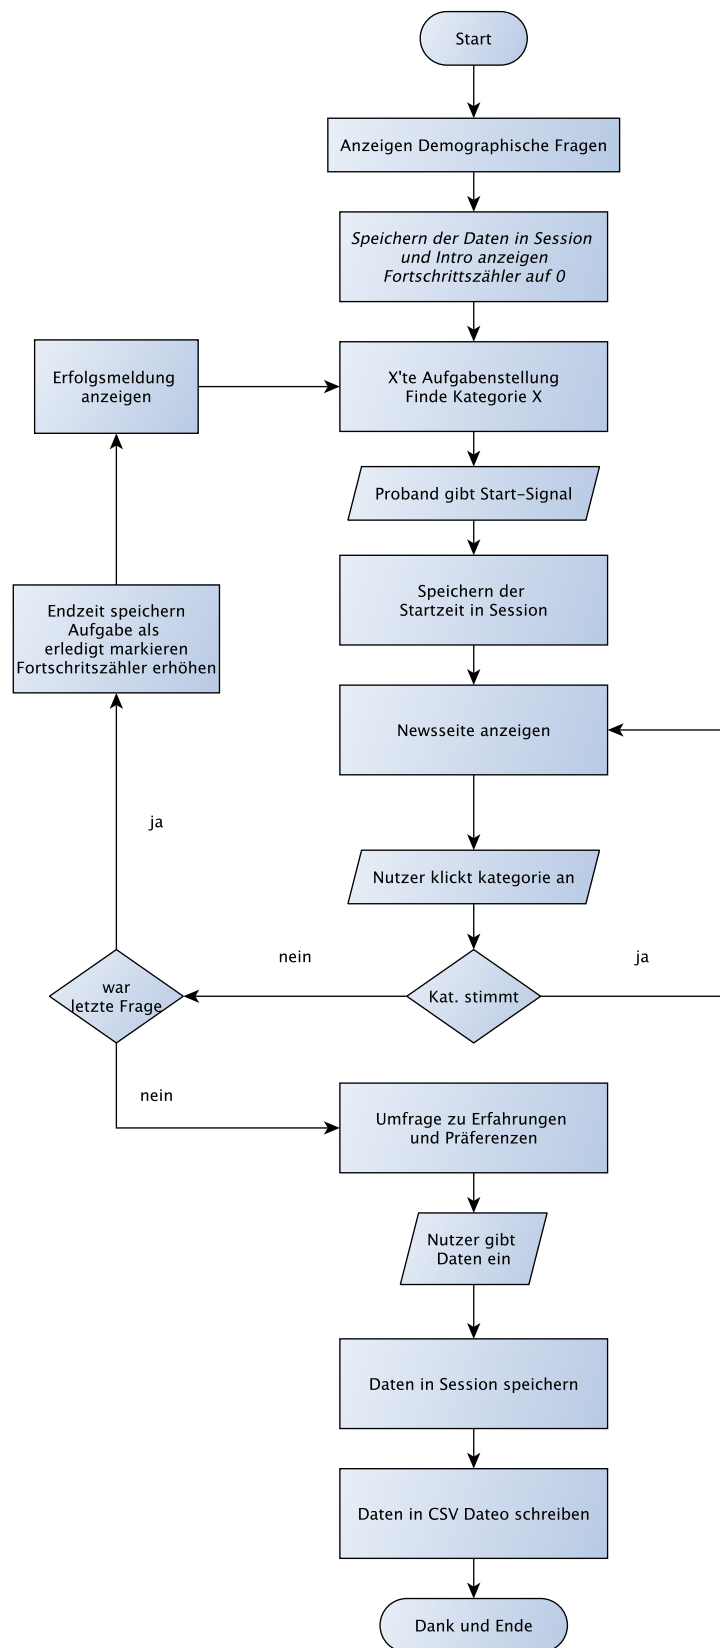 Start
Anzeigen Demographische Fragen
Speichern der Daten in Session
und Intro anzeigen
Fortschrittszähler auf 0
Erfolgsmeldung
anzeigen
X'te Aufgabenstellung
Finde Kategorie X
Proband gibt Start-Signal
Speichern der
Startzeit in Session
Endzeit speichern
Aufgabe als
erledigt markieren
Fortschritszähler erhöhen
Newsseite anzeigen
ja
Nutzer klickt kategorie an
nein
ja
war
letzte Frage
Kat. stimmt
nein
Umfrage zu Erfahrungen
und Präferenzen
Nutzer gibt
Daten ein
Daten in Session speichern
Daten in CSV Dateo schreiben
Dank und Ende